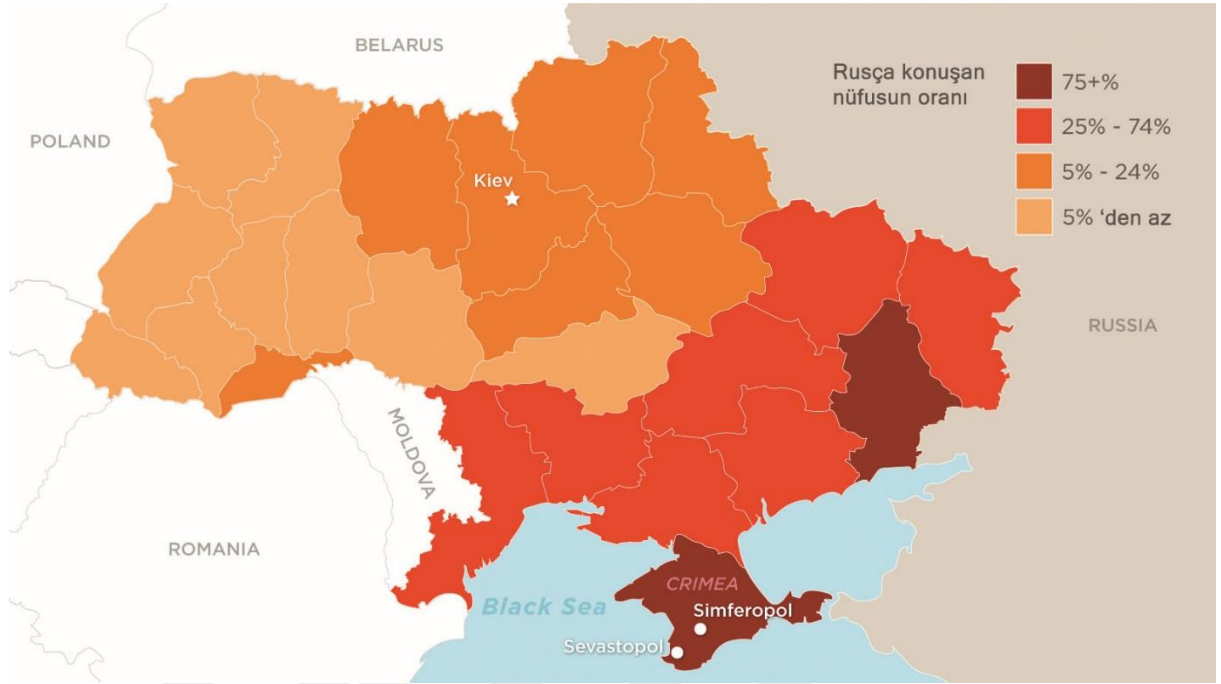 BELARUS
POLAND
Kiev
Rusça konuşan
nüfusun oranı
75+%
25% - 74%
5% - 24%
5% ‘den az
RUSSIA
MOLDOVA
ROMANIA
CRIMEA
Simferopol
Black Sea
Sevastopol